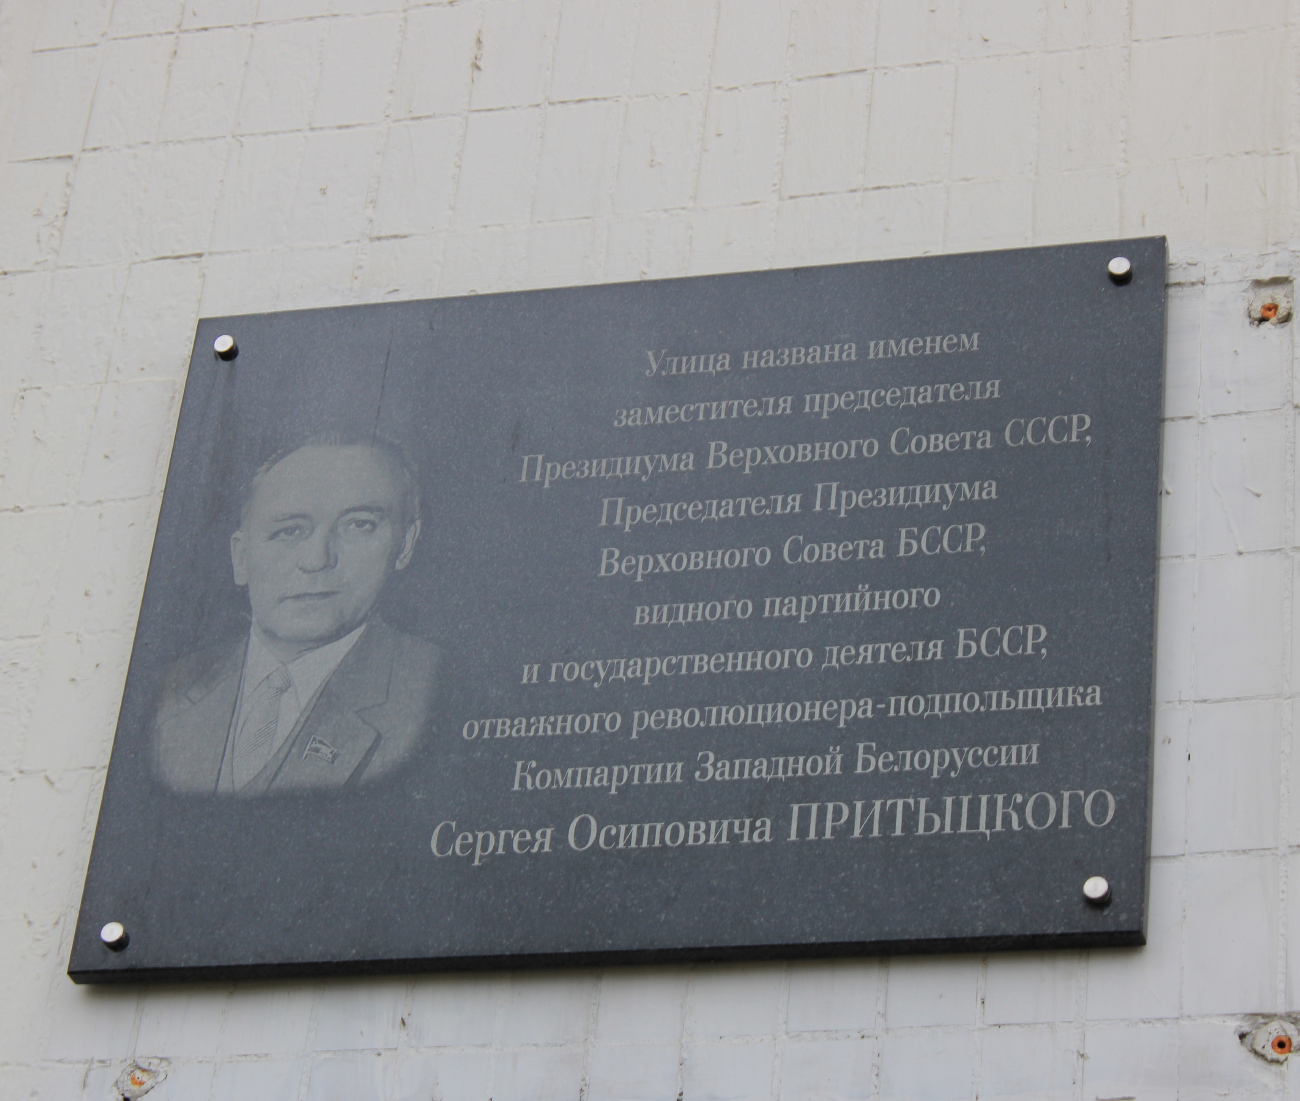 Улица названа именем
заместителя председателя
Президиума Верховного Совета СССР,
Председателя Президиума
Верховного Совета БССР,
видного партийного
и государственного деятеля БССР,
отважного революционера-подпольщика
Компартии Западной Белоруссии
Сергея Осиповича ПРИТЫЦКОГО